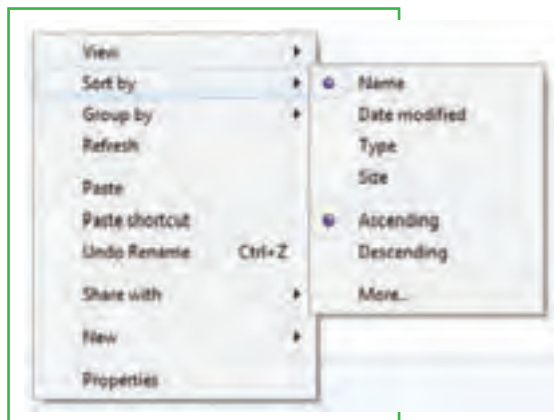 View
Sort by
Group by
Refresh
Paste
Paste shortcut
Undo Rename Ctrl+Z
Share with
New
Properties
Name
Date modified
Type
Size
Ascending
Descending
More...